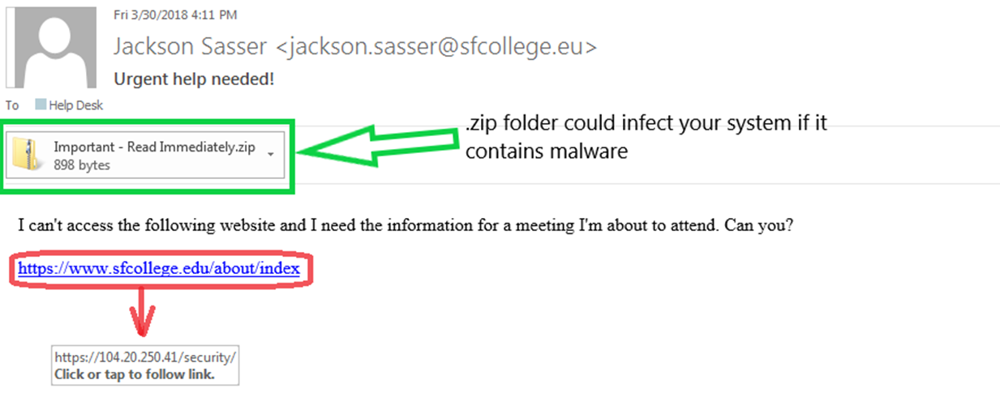 Fri 3/30/2018 4:11 PM
Jackson Sasser <jackson.sasser@sfcollege.eu>
Urgent help needed!
To Help Desk
Important - Read Immediately.zip
898 bytes
.zip folder could infect your system if it
contains malware
I can't access the following website and I need the information for a meeting I'm about to attend. Can you?
https://www.sfcollege.edu/about/index
https://104.20.250.41/security/
Click or tap to follow link.